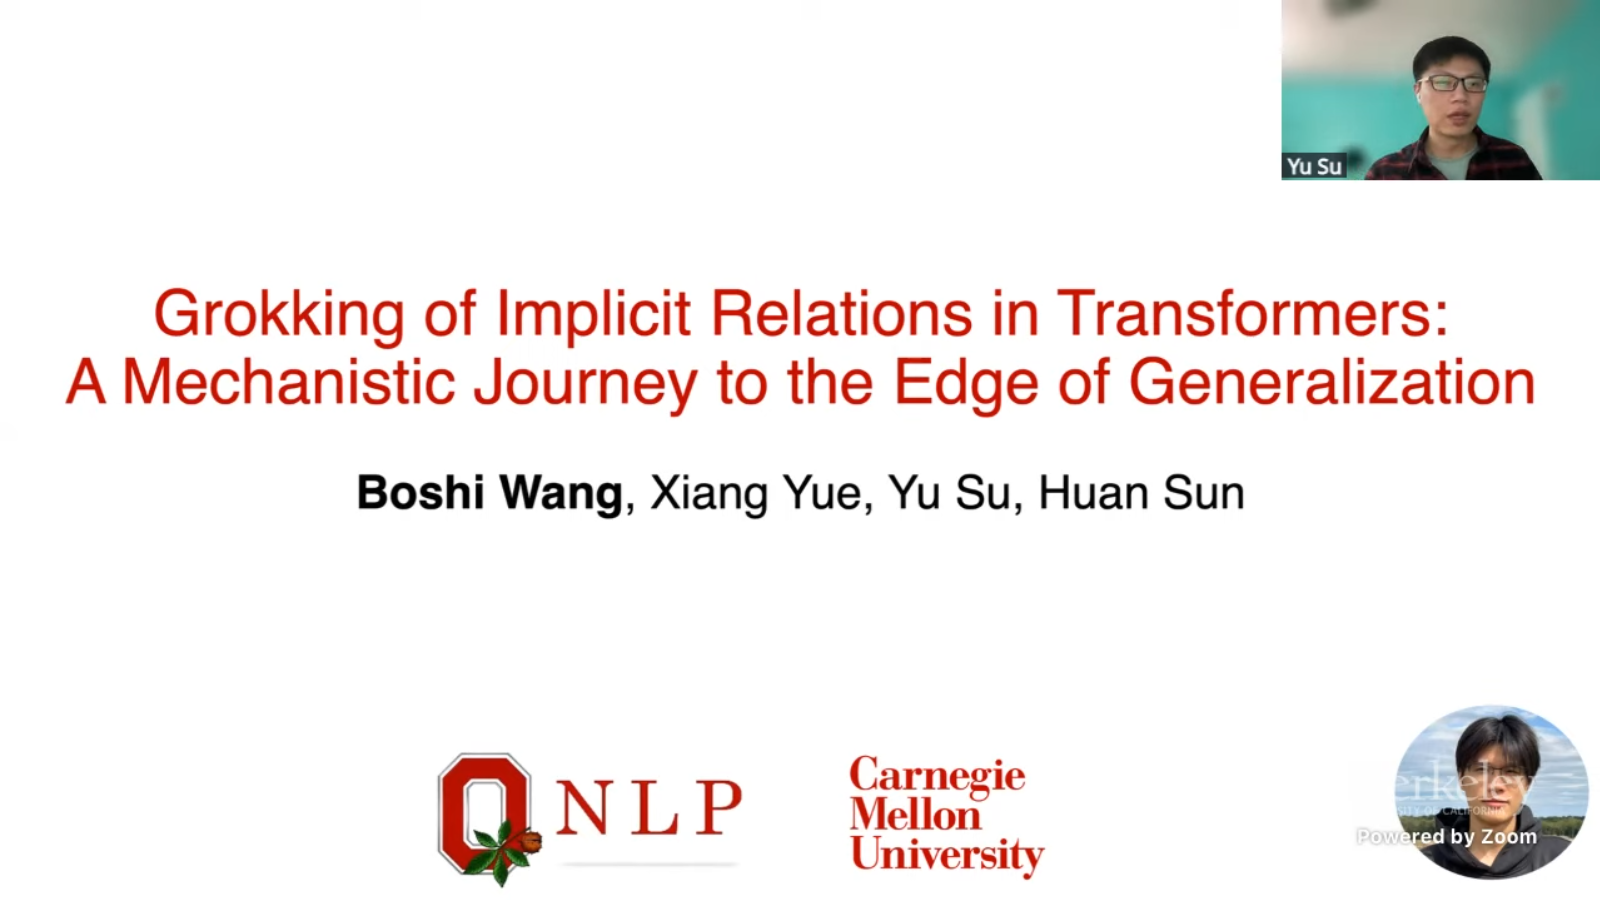 Yu Su
Grokking of Implicit Relations in Transformers:
A Mechanistic Journey to the Edge of Generalization
Boshi Wang, Xiang Yue, Yu Su, Huan Sun
NLP
Carnegie
Mellon
University
Powered by Zoom